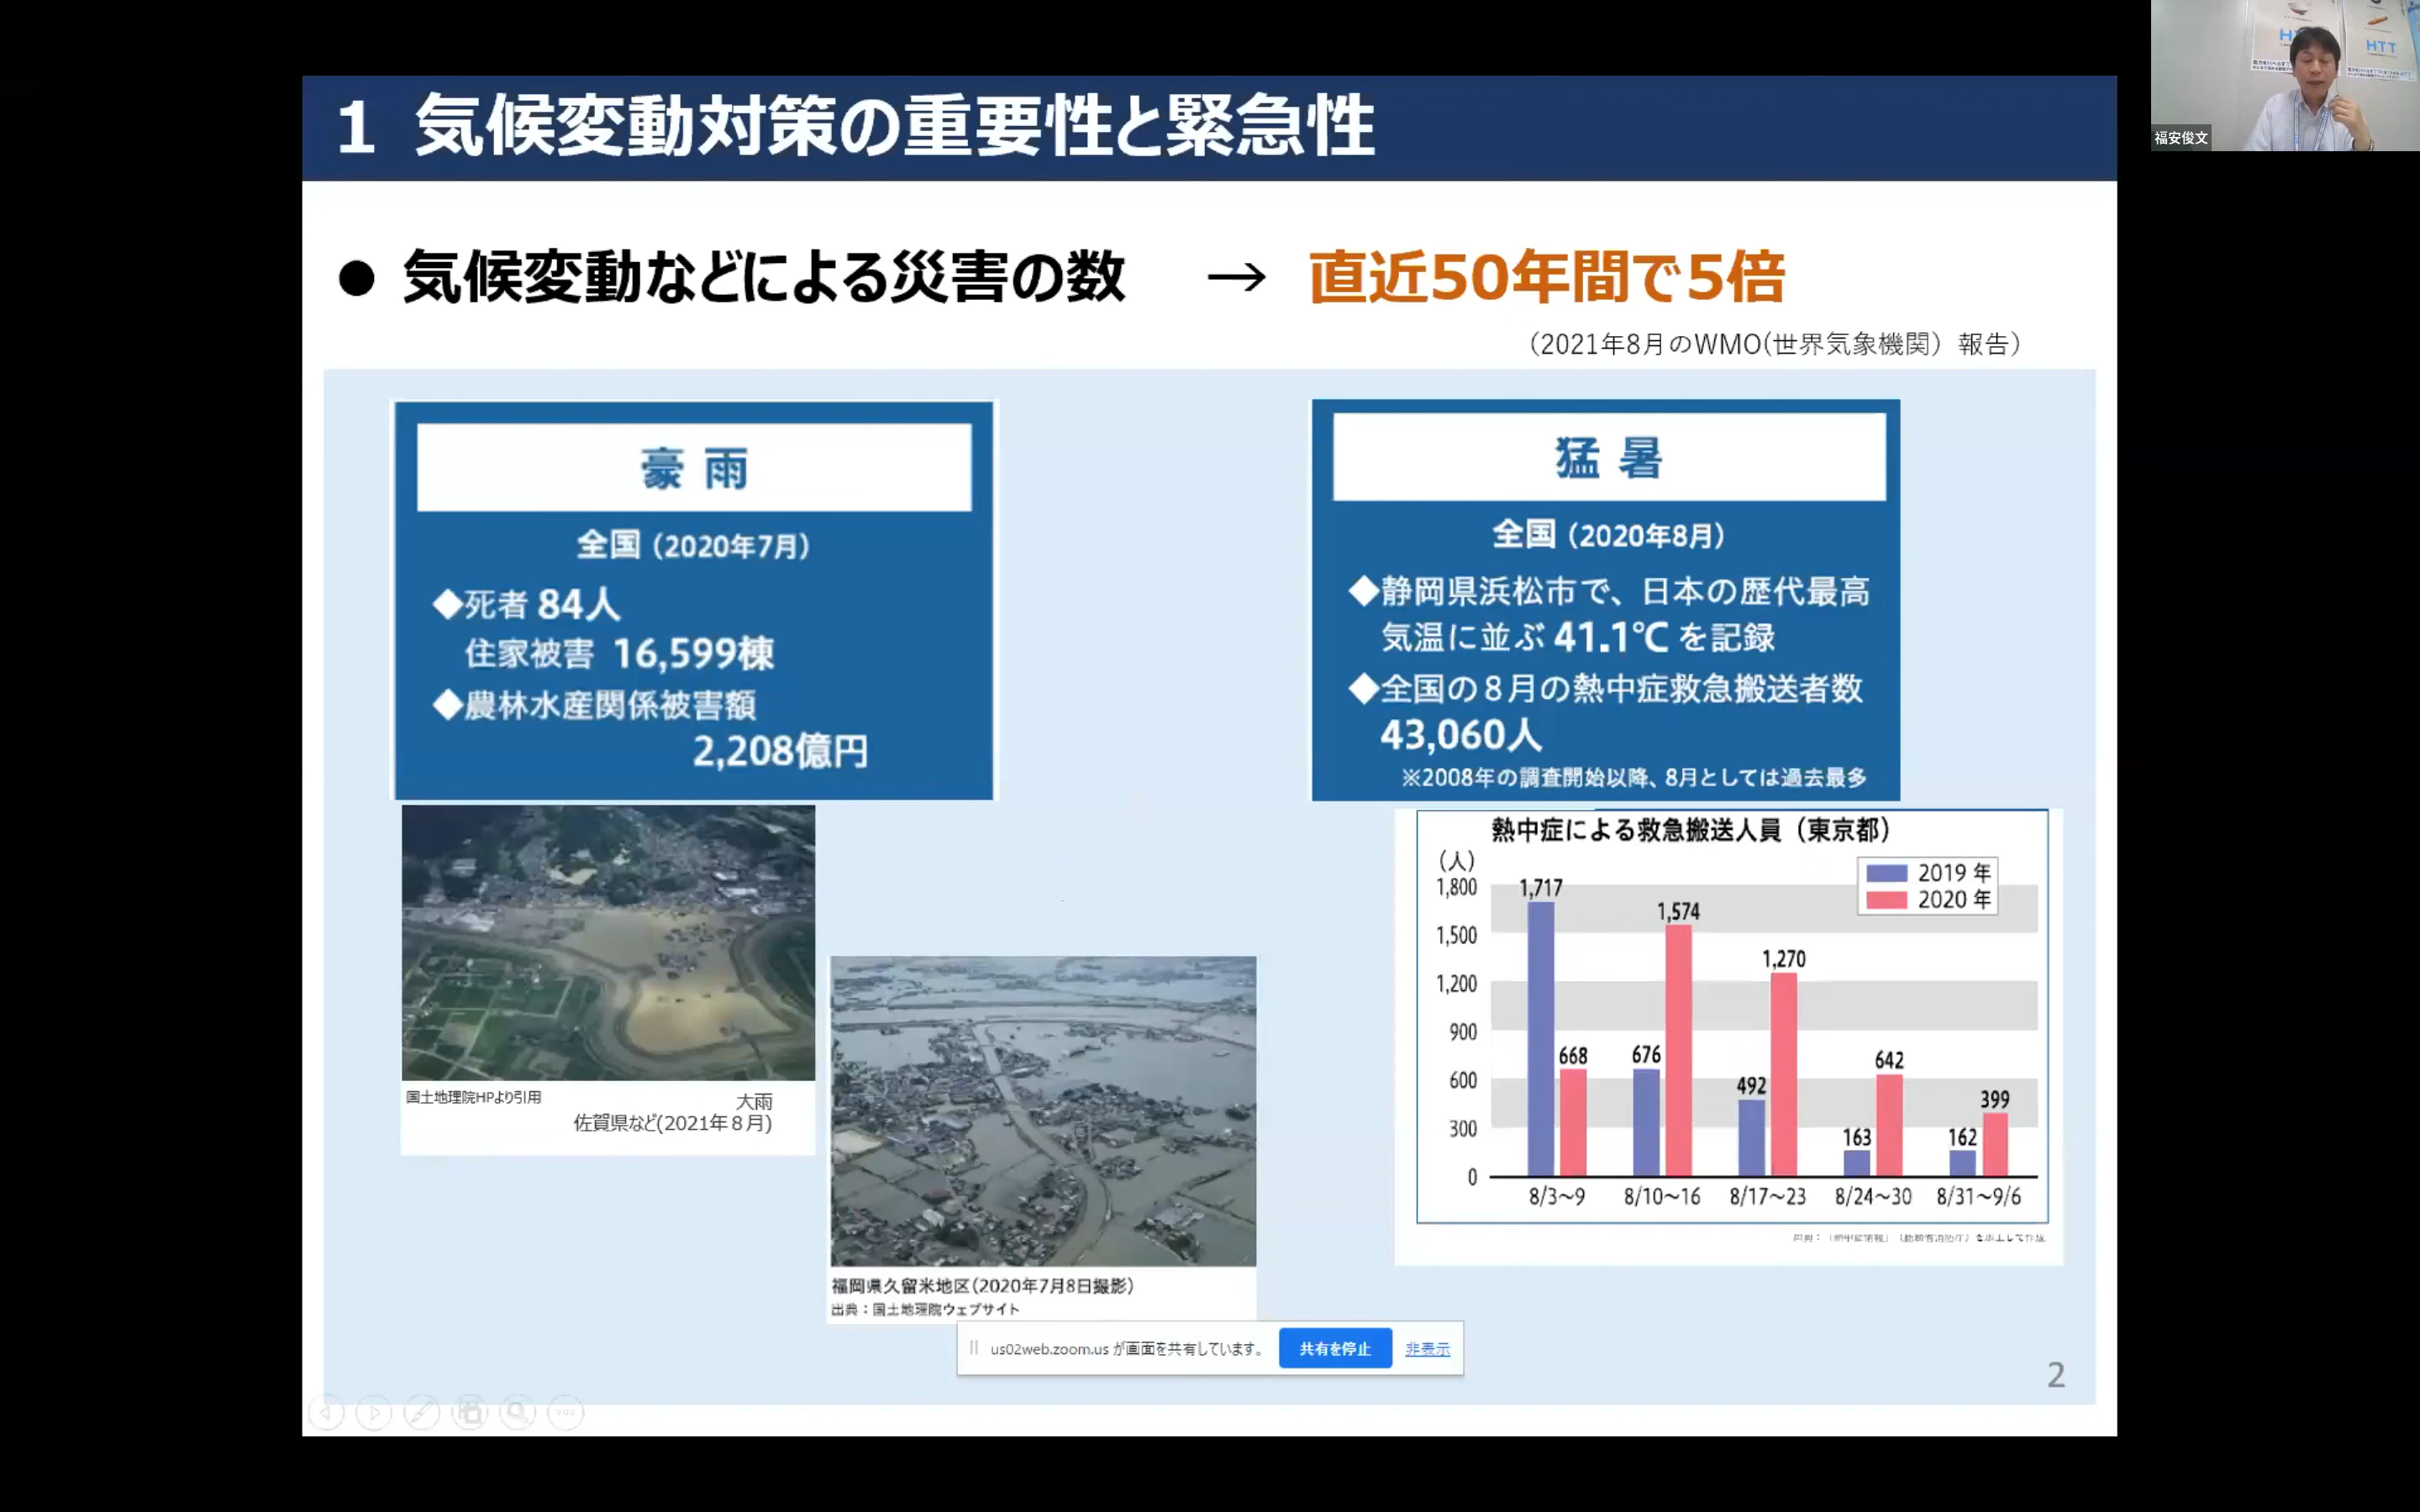 1 気候変動対策の重要性と緊急性
● 気候変動などによる災害の数 → 直近50年間で5倍
（2021年8月のWMO(世界気象機関）報告）
豪雨
全国（2020年7月）
◆死者 84人
住家被害 16,599棟
◆農林水産関係被害額
2,208億円
猛暑
全国（2020年8月）
◆静岡県浜松市で、日本の歴代最高
気温に並ぶ 41.1℃ を記録
◆全国の８月の熱中症救急搬送者数
43,060人
※2008年の調査開始以降、8月としては過去最多
国土地理院HPより引用
大雨
佐賀県など(2021年８月)
福岡県久留米地区(2020年7月8日撮影)
出典：国土地理院ウェブサイト
熱中症による救急搬送人員（東京都）
（人）
2019 年
2020 年
1,800
1,500
1,200
900
600
300
0
1,717
668
676
1,574
492
1,270
163
642
162
399
8/3～9
8/10～16
8/17～23
8/24～30
8/31～9/6
us02web.zoom.us が画面を共有しています。
共有を停止
非表示
2
HTT
福安俊文